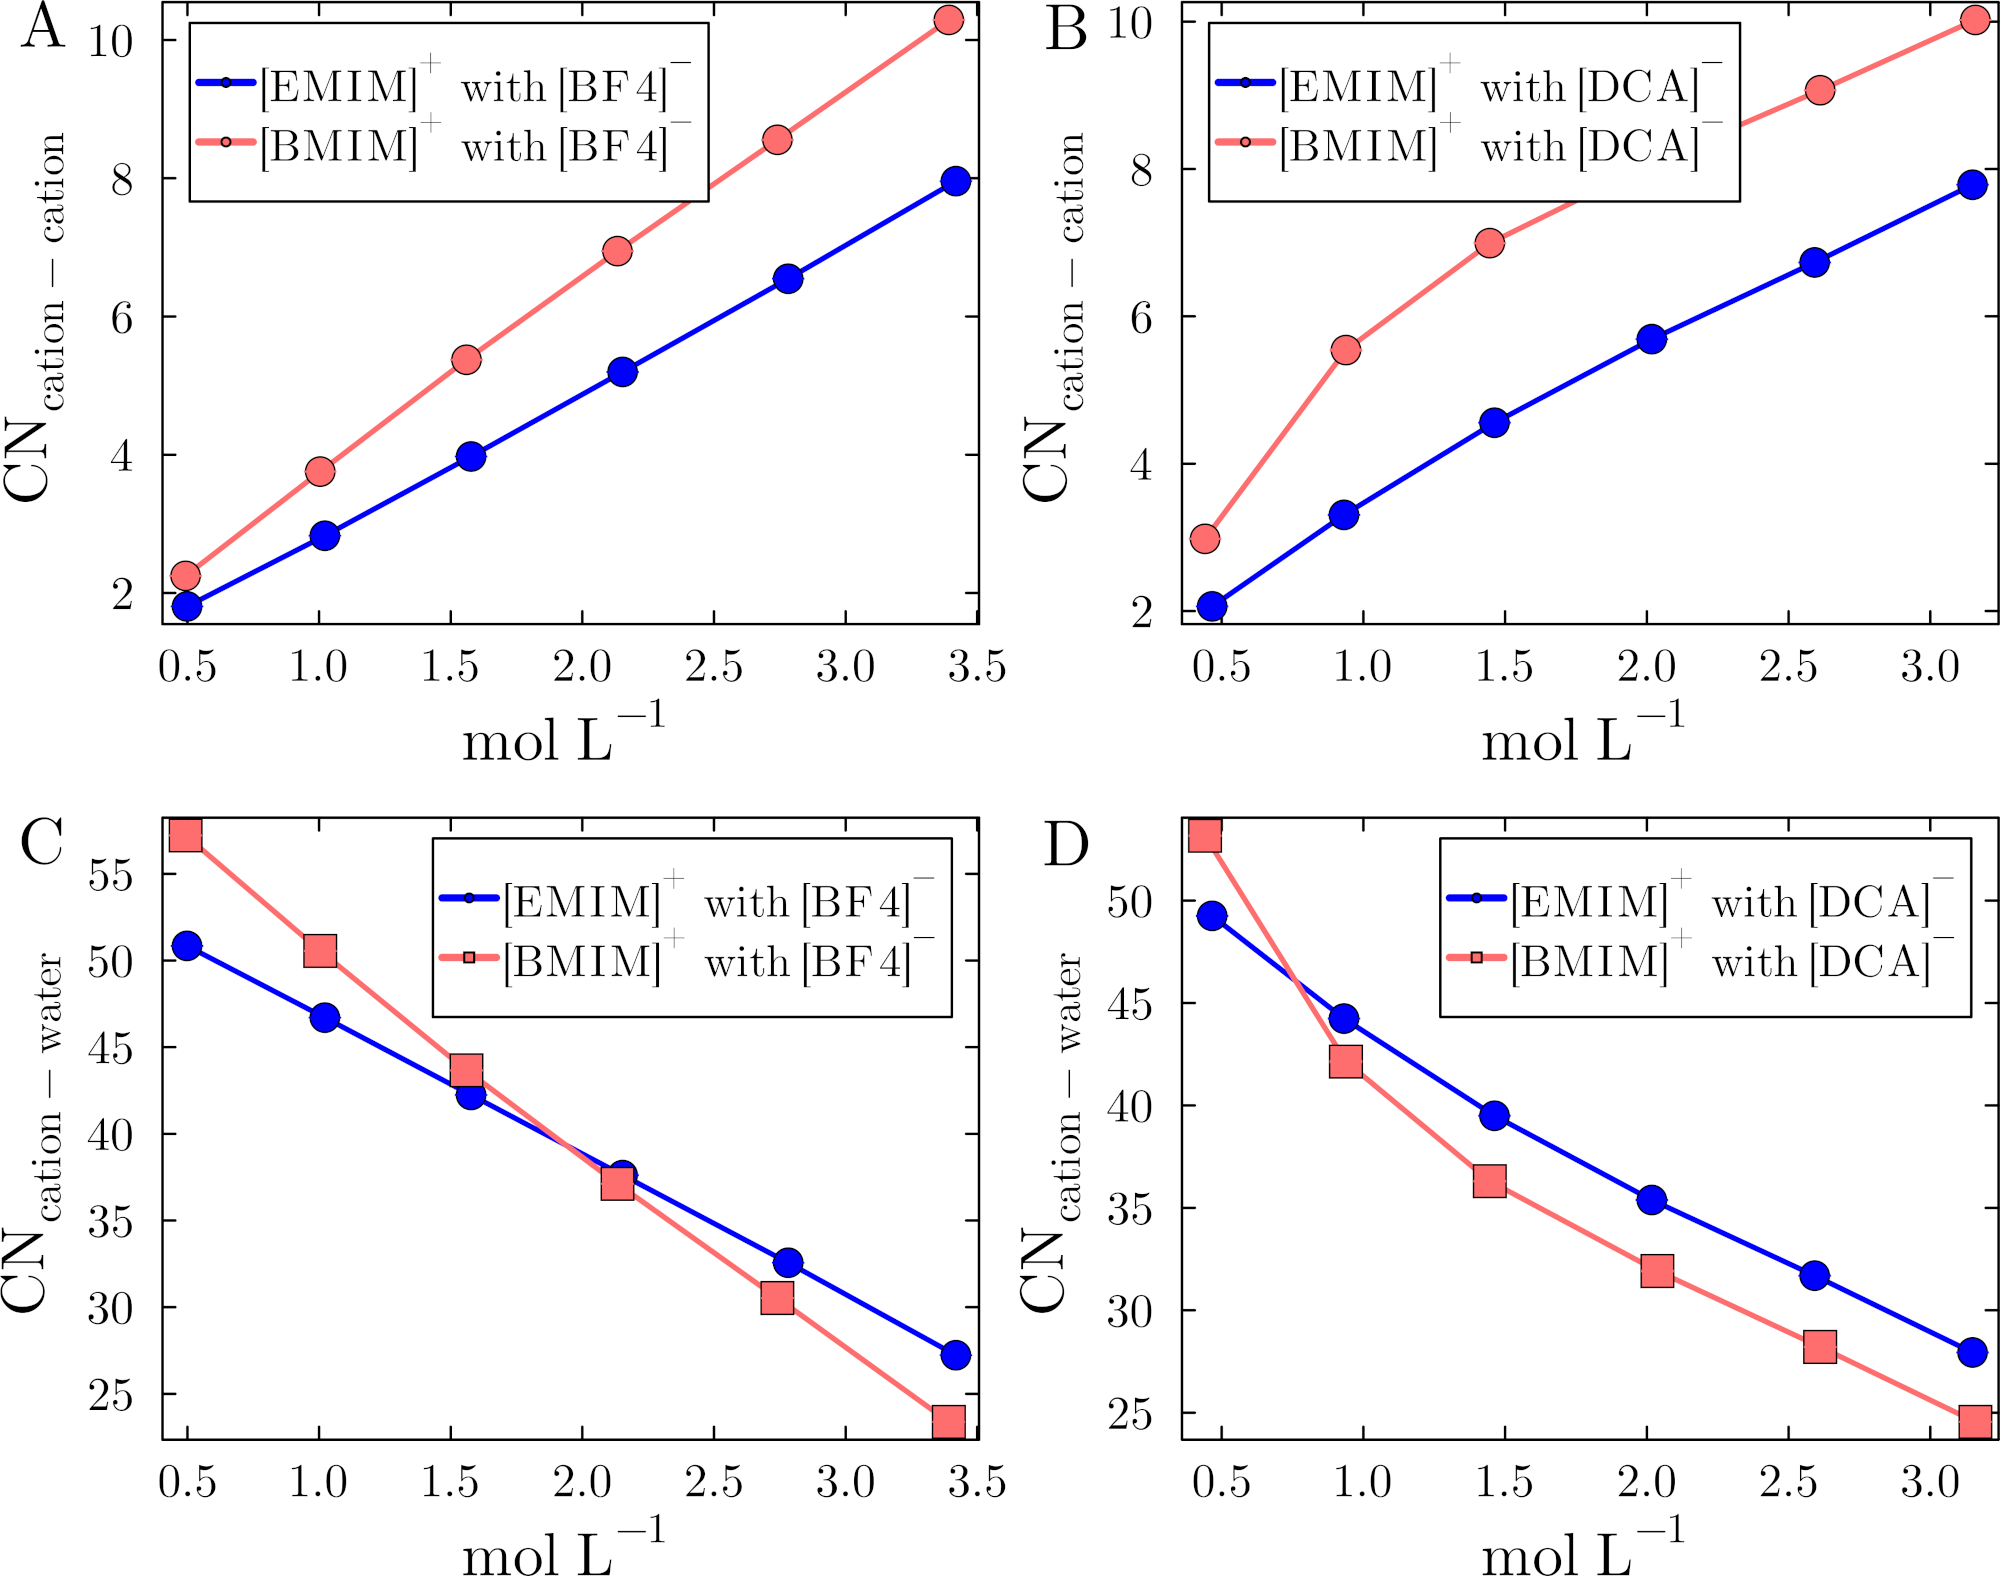 A
[EMIM]⁺ with [BF4]⁻
[BMIM]⁺ with [BF4]⁻
CN cation − cation
10
8
6
4
2
0.5 1.0 1.5 2.0 2.5 3.0 3.5
mol L⁻¹
B
[EMIM]⁺ with [DCA]⁻
[BMIM]⁺ with [DCA]⁻
CN cation − cation
10
8
6
4
2
0.5 1.0 1.5 2.0 2.5 3.0
mol L⁻¹
C
[EMIM]⁺ with [BF4]⁻
[BMIM]⁺ with [BF4]⁻
CN cation − water
55
50
45
40
35
30
25
0.5 1.0 1.5 2.0 2.5 3.0 3.5
mol L⁻¹
D
[EMIM]⁺ with [DCA]⁻
[BMIM]⁺ with [DCA]⁻
CN cation − water
50
45
40
35
30
25
0.5 1.0 1.5 2.0 2.5 3.0
mol L⁻¹